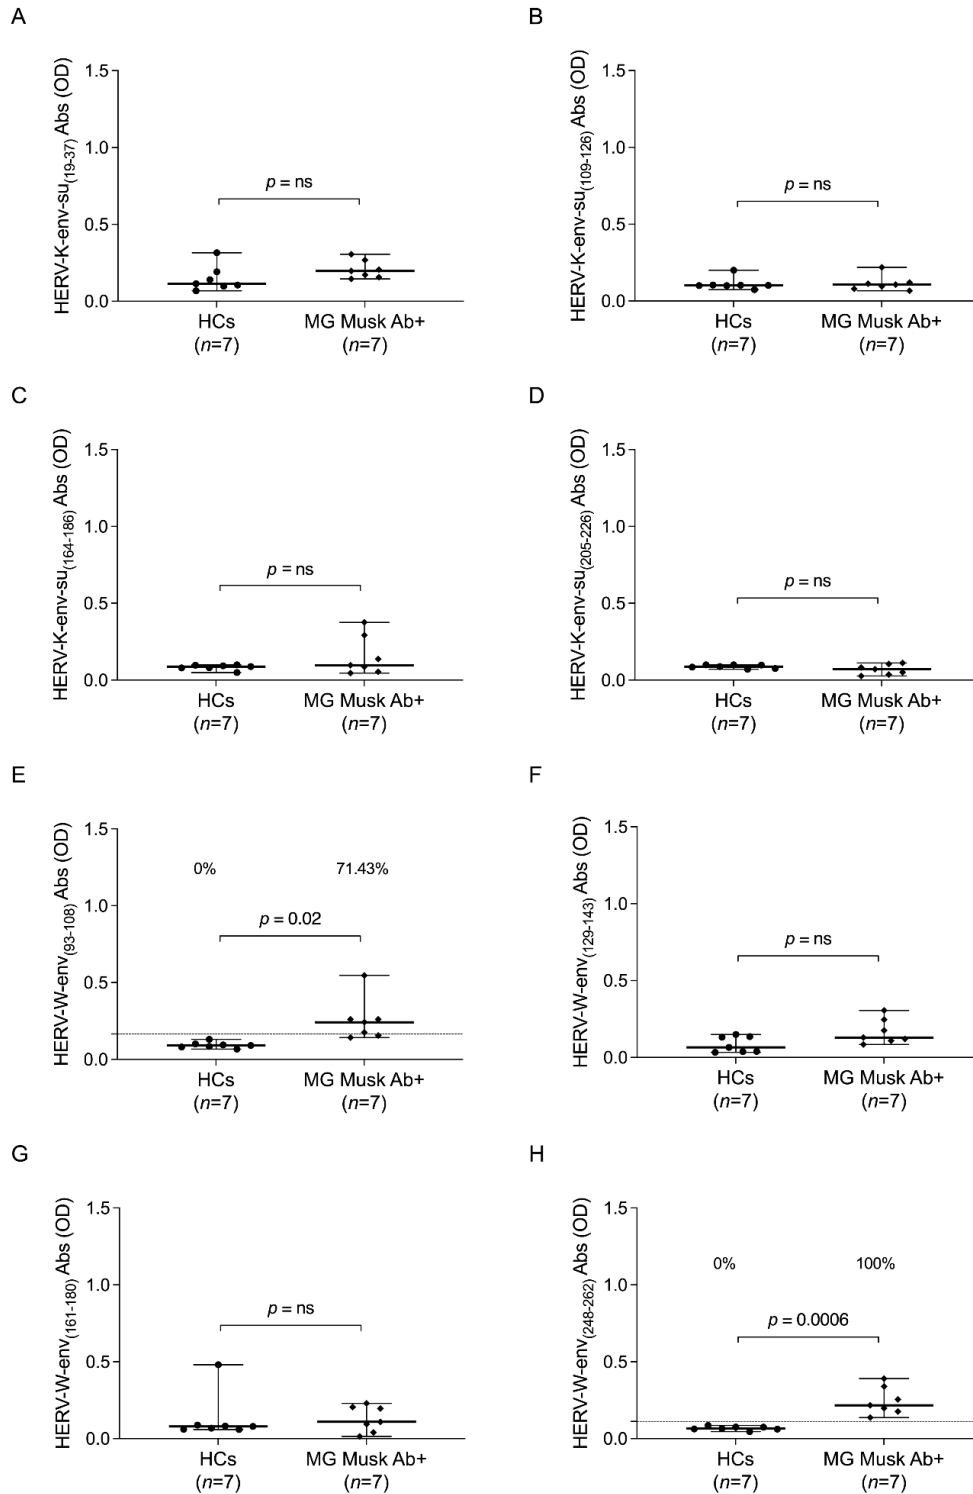 A
HERV-K-env-su(19-37) Abs (OD)
1.5
1.0
0.5
0.0
p = ns
HCs
(n=7)
MG Musk Ab+
(n=7)
B
HERV-K-env-su(109-126) Abs (OD)
1.5
1.0
0.5
0.0
p = ns
HCs
(n=7)
MG Musk Ab+
(n=7)
C
HERV-K-env-su(164-186) Abs (OD)
1.5
1.0
0.5
0.0
p = ns
HCs
(n=7)
MG Musk Ab+
(n=7)
D
HERV-K-env-su(205-226) Abs (OD)
1.5
1.0
0.5
0.0
p = ns
HCs
(n=7)
MG Musk Ab+
(n=7)
E
HERV-W-env(93-108) Abs (OD)
1.5
1.0
0.5
0.0
0%
71.43%
p = 0.02
HCs
(n=7)
MG Musk Ab+
(n=7)
F
HERV-W-env(129-143) Abs (OD)
1.5
1.0
0.5
0.0
p = ns
HCs
(n=7)
MG Musk Ab+
(n=7)
G
HERV-W-env(161-180) Abs (OD)
1.5
1.0
0.5
0.0
p = ns
HCs
(n=7)
MG Musk Ab+
(n=7)
H
HERV-W-env(248-262) Abs (OD)
1.5
1.0
0.5
0.0
0%
100%
p = 0.0006
HCs
(n=7)
MG Musk Ab+
(n=7)